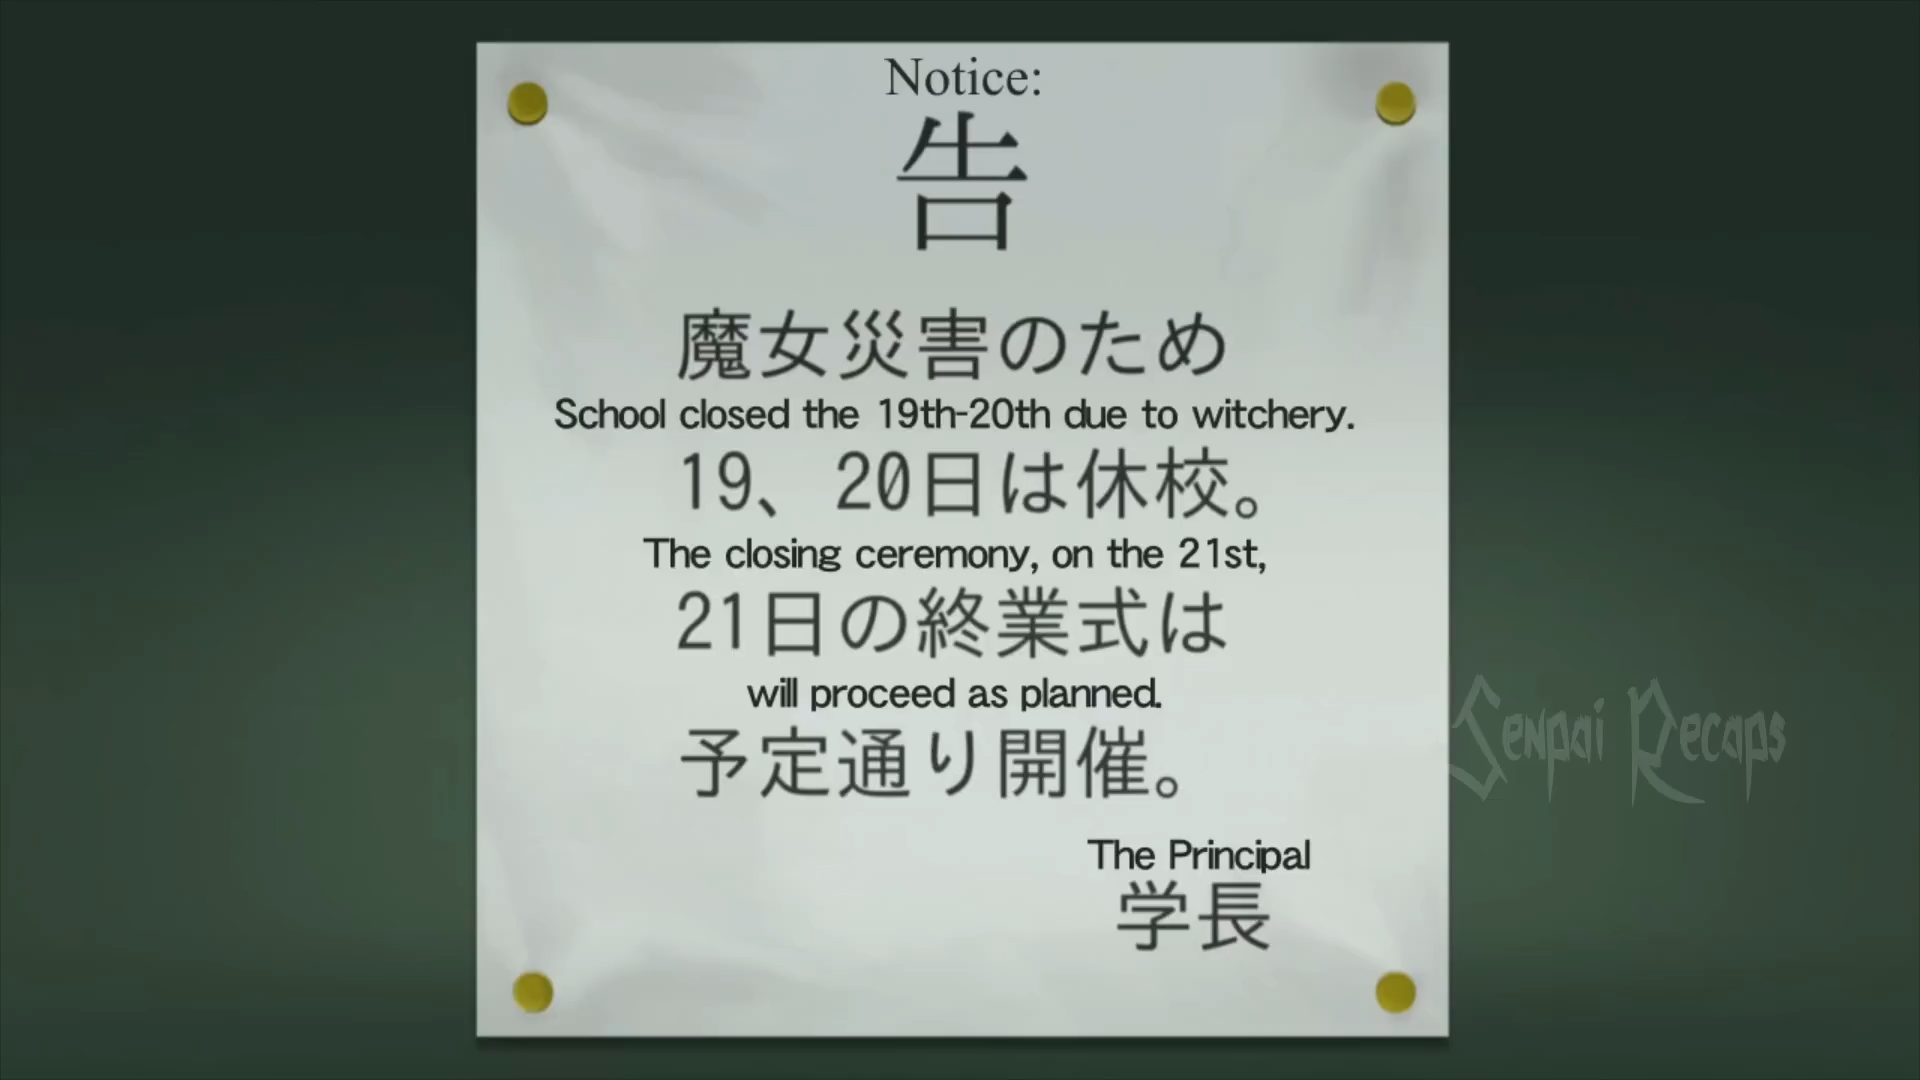 Notice:
告
魔女災害のため
School closed the 19th-20th due to witchery.
19、20日は休校。
The closing ceremony, on the 21st,
21日の終業式は
will proceed as planned.
予定通り開催。
The Principal
学長
Senpai Recaps